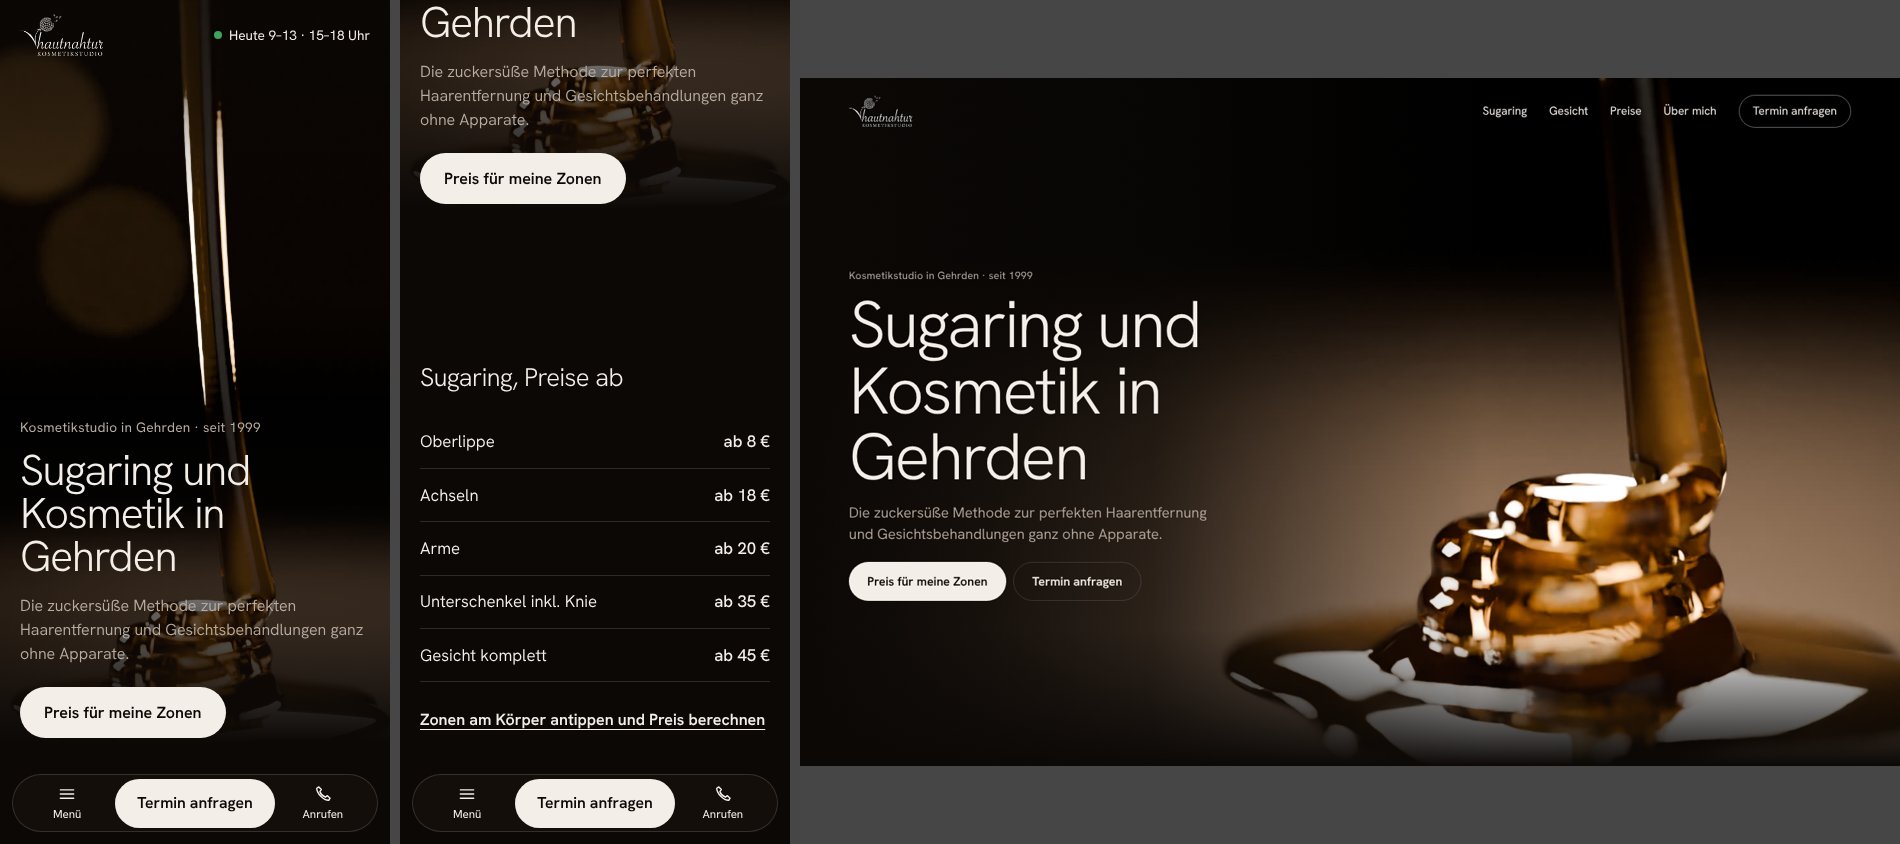 hautnahtur
KOSMETIKSTUDIO
Heute 9–13 · 15–18 Uhr
Kosmetikstudio in Gehrden · seit 1999
Sugaring und
Kosmetik in
Gehrden
Die zuckersüße Methode zur perfekten
Haarentfernung und Gesichtsbehandlungen ganz
ohne Apparate.
Preis für meine Zonen
Menü
Termin anfragen
Anrufen
Gehrden
Die zuckersüße Methode zur perfekten
Haarentfernung und Gesichtsbehandlungen ganz
ohne Apparate.
Preis für meine Zonen
Sugaring, Preise ab
Oberlippe ab 8 €
Achseln ab 18 €
Arme ab 20 €
Unterschenkel inkl. Knie ab 35 €
Gesicht komplett ab 45 €
Zonen am Körper antippen und Preis berechnen
Menü
Termin anfragen
Anrufen
hautnahtur
KOSMETIKSTUDIO
Sugaring Gesicht Preise Über mich Termin anfragen
Kosmetikstudio in Gehrden · seit 1999
Sugaring und
Kosmetik in
Gehrden
Die zuckersüße Methode zur perfekten Haarentfernung
und Gesichtsbehandlungen ganz ohne Apparate.
Preis für meine Zonen Termin anfragen